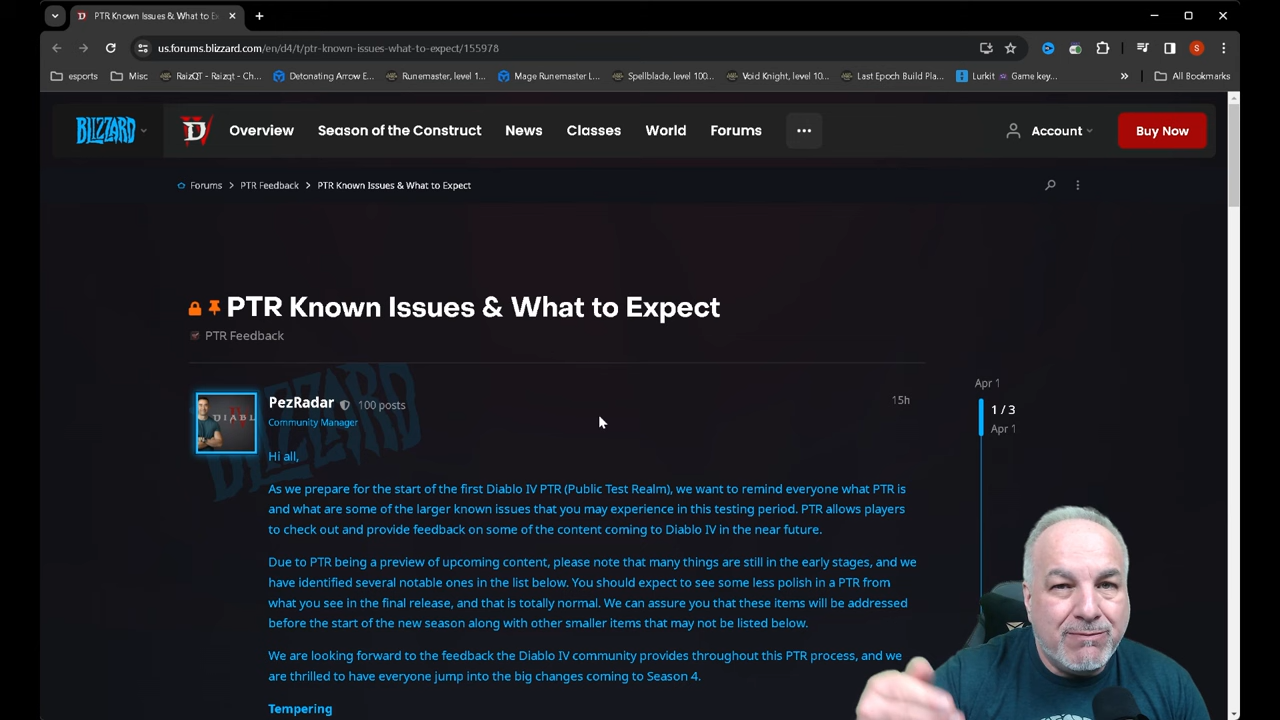 PTR Known Issues & What to Ex
us.forums.blizzard.com/en/d4/t/ptr-known-issues-what-to-expect/155978
S
esports Misc RaizQT - Raizqt - Ch... Detonating Arrow E... Runemaster, level 1... Mage Runemaster L... Spellblade, level 100... Void Knight, level 10... Last Epoch Build Pla... Lurkit Game key... » All Bookmarks
BLIZZARD Overview Season of the Construct News Classes World Forums ... Account Buy Now
Forums > PTR Feedback > PTR Known Issues & What to Expect
PTR Known Issues & What to Expect
PTR Feedback
PezRadar 100 posts 15h
Community Manager
Apr 1
1 / 3
Apr 1
Hi all,
As we prepare for the start of the first Diablo IV PTR (Public Test Realm), we want to remind everyone what PTR is
and what are some of the larger known issues that you may experience in this testing period. PTR allows players
to check out and provide feedback on some of the content coming to Diablo IV in the near future.
Due to PTR being a preview of upcoming content, please note that many things are still in the early stages, and we
have identified several notable ones in the list below. You should expect to see some less polish in a PTR from
what you see in the final release, and that is totally normal. We can assure you that these items will be addressed
before the start of the new season along with other smaller items that may not be listed below.
We are looking forward to the feedback the Diablo IV community provides throughout this PTR process, and we
are thrilled to have everyone jump into the big changes coming to Season 4.
Tempering